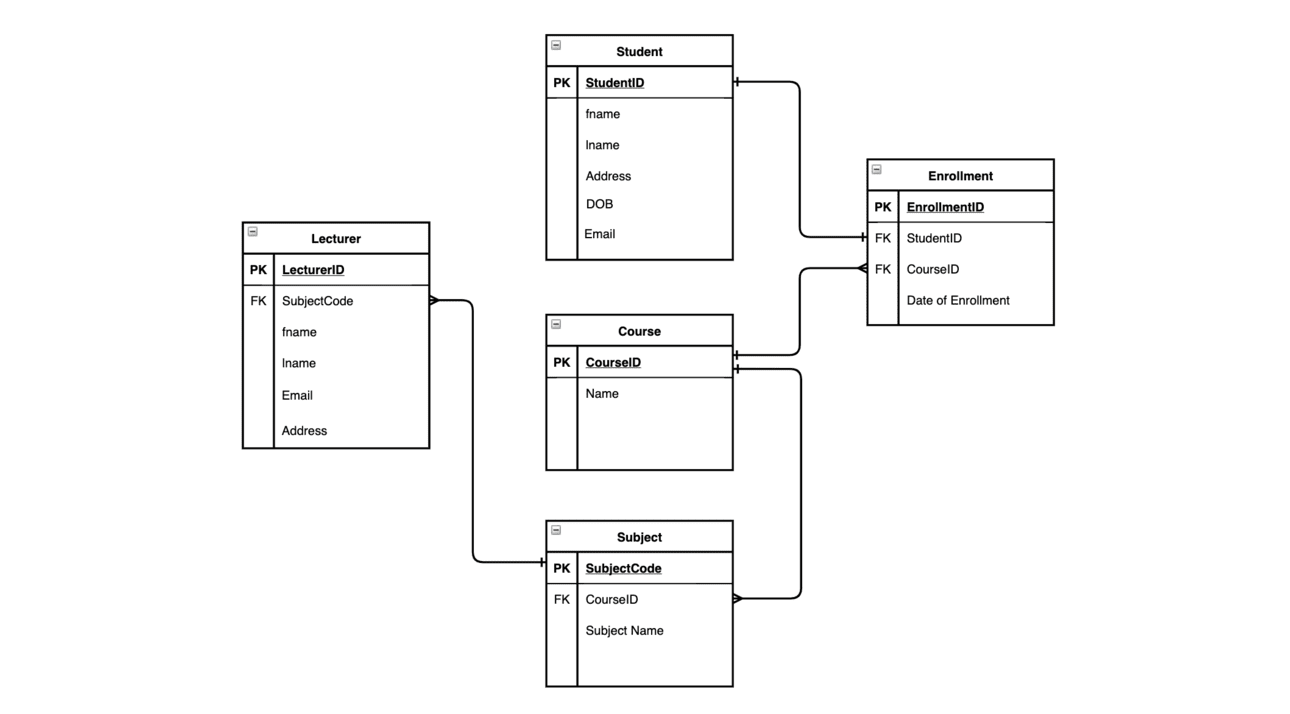 Student
PK StudentID
fname
lname
Address
DOB
Email
Enrollment
PK EnrollmentID
FK StudentID
FK CourseID
Date of Enrollment
Lecturer
PK LecturerID
FK SubjectCode
fname
lname
Email
Address
Course
PK CourseID
Name
Subject
PK SubjectCode
FK CourseID
Subject Name